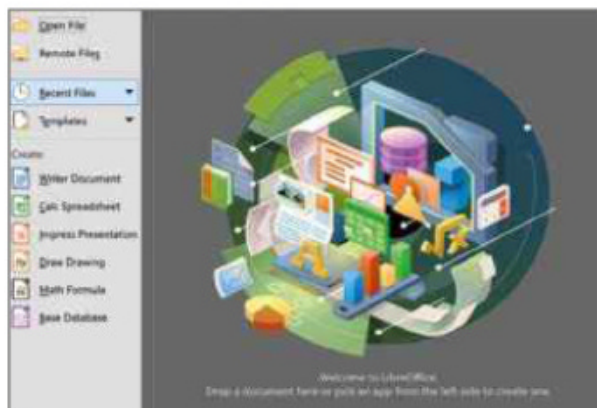 Open File
Remote Files
Recent Files
Templates
Create:
Writer Document
Calc Spreadsheet
Impress Presentation
Draw Drawing
Math Formula
Base Database
Welcome to LibreOffice.
Drop a document here or pick an app from the left side to create one.